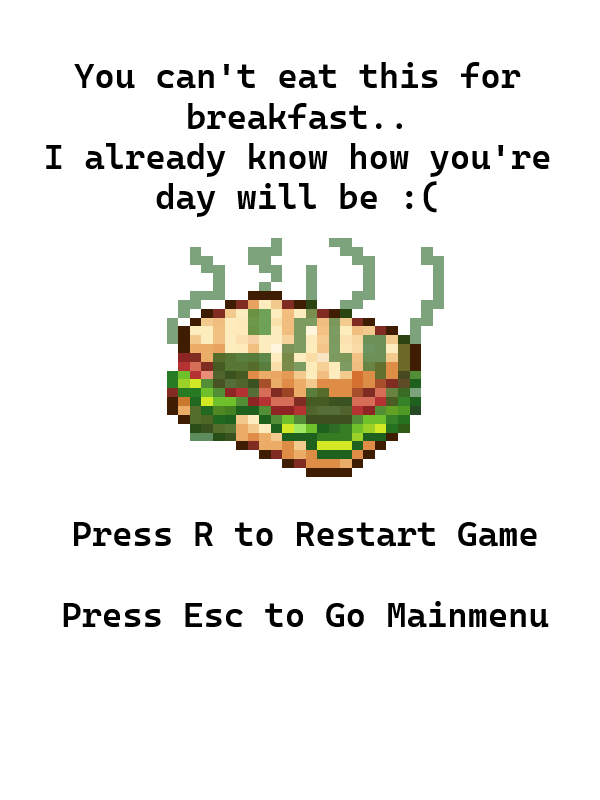 You can't eat this for
breakfast..
I already know how you're
day will be :(
Press R to Restart Game
Press Esc to Go Mainmenu